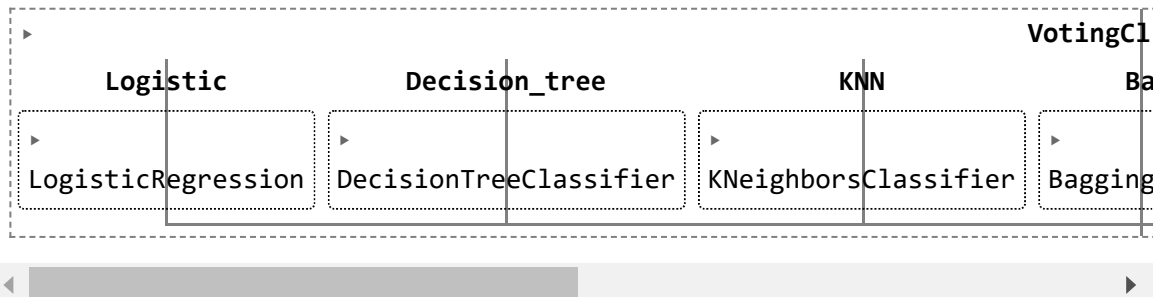 VotingCl
Logistic Decision_tree KNN Ba
LogisticRegression DecisionTreeClassifier KNeighborsClassifier Bagging